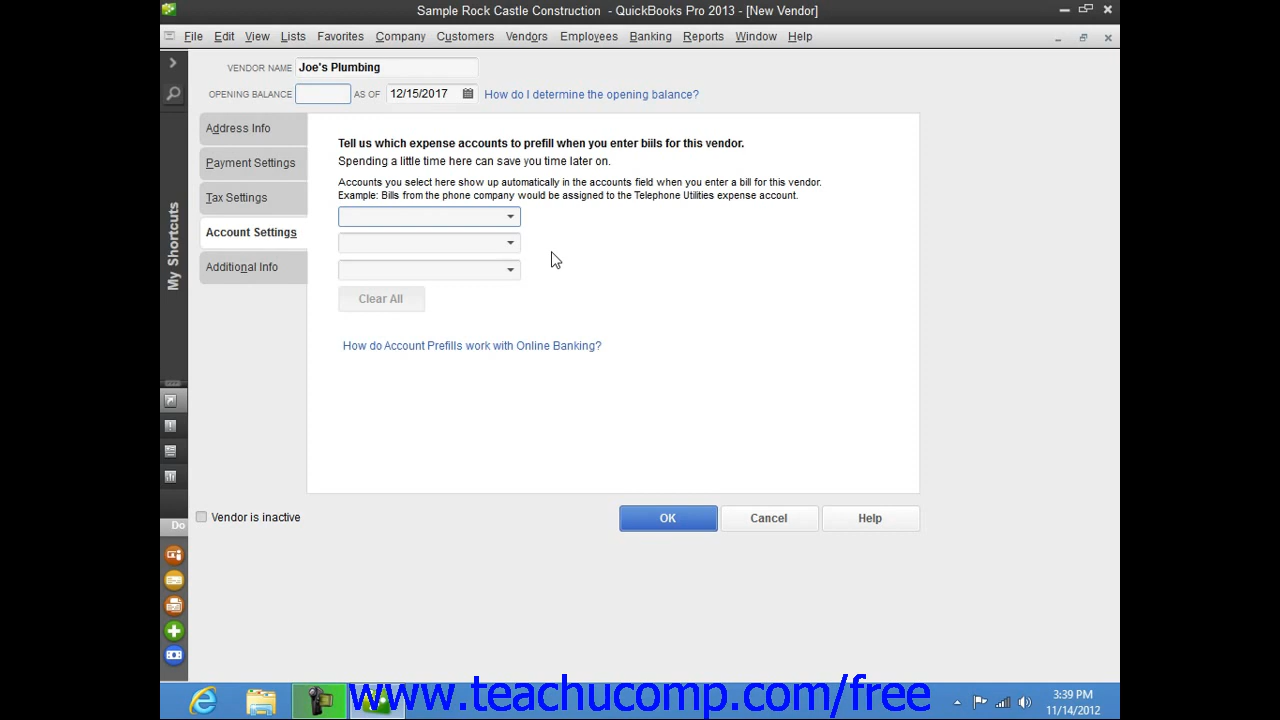 Sample Rock Castle Construction - QuickBooks Pro 2013 - [New Vendor]
File Edit View Lists Favorites Company Customers Vendors Employees Banking Reports Window Help
VENDOR NAME Joe's Plumbing
OPENING BALANCE AS OF 12/15/2017 How do I determine the opening balance?
Address Info
Payment Settings
Tax Settings
Account Settings
Additional Info
Tell us which expense accounts to prefill when you enter bills for this vendor.
Spending a little time here can save you time later on.
Accounts you select here show up automatically in the accounts field when you enter a bill for this vendor.
Example: Bills from the phone company would be assigned to the Telephone Utilities expense account.
Clear All
How do Account Prefills work with Online Banking?
My Shortcuts
Vendor is inactive
OK Cancel Help
Do
www.teachucomp.com/free
3:39 PM
11/14/2012